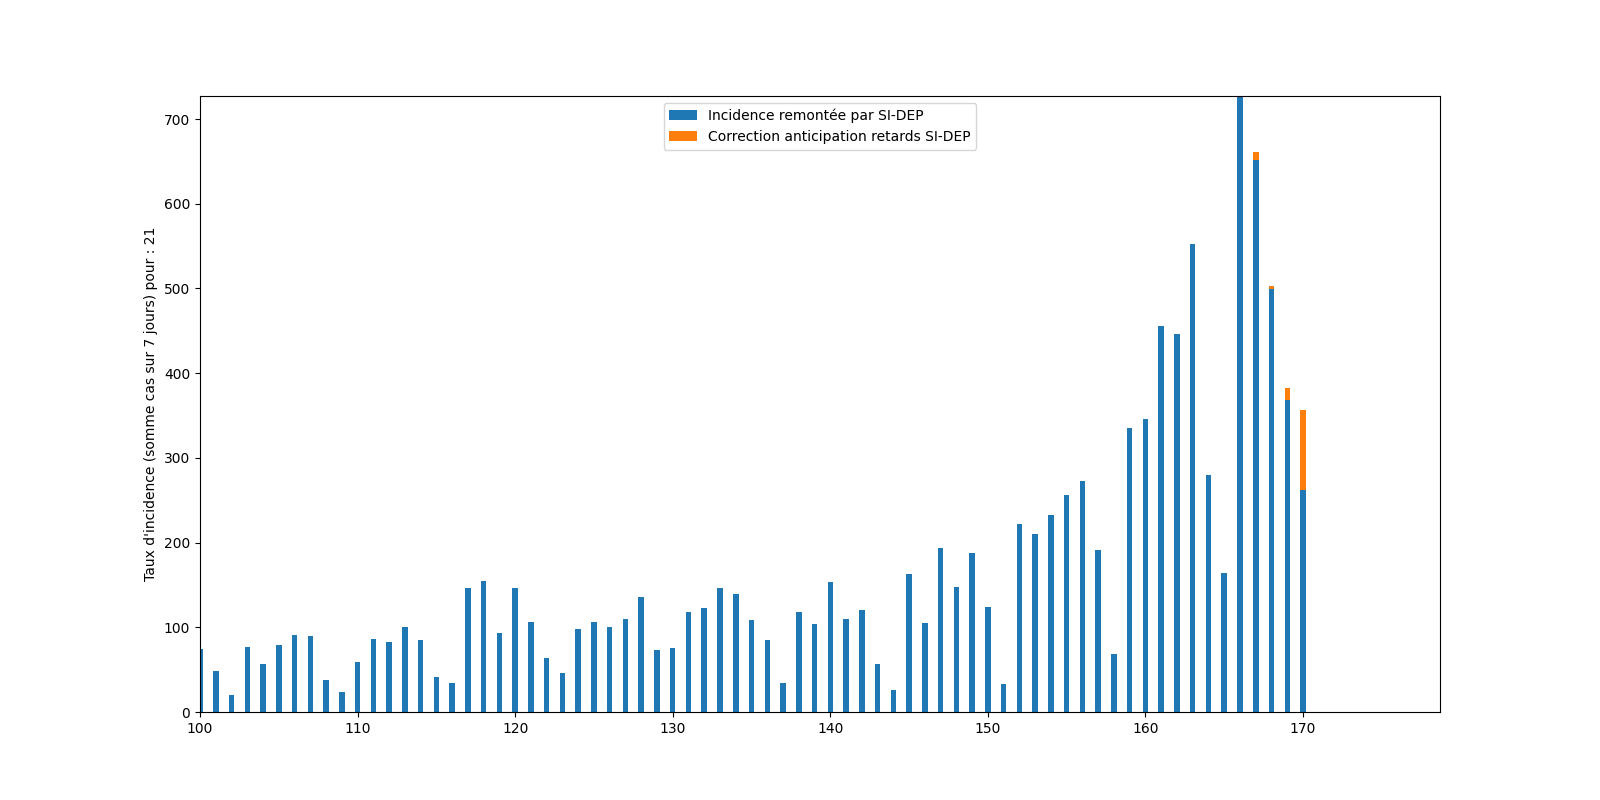 Incidence remontée par SI-DEP
Correction anticipation retards SI-DEP
Taux d'incidence (somme cas sur 7 jours) pour : 21
700
600
500
400
300
200
100
0
100 110 120 130 140 150 160 170